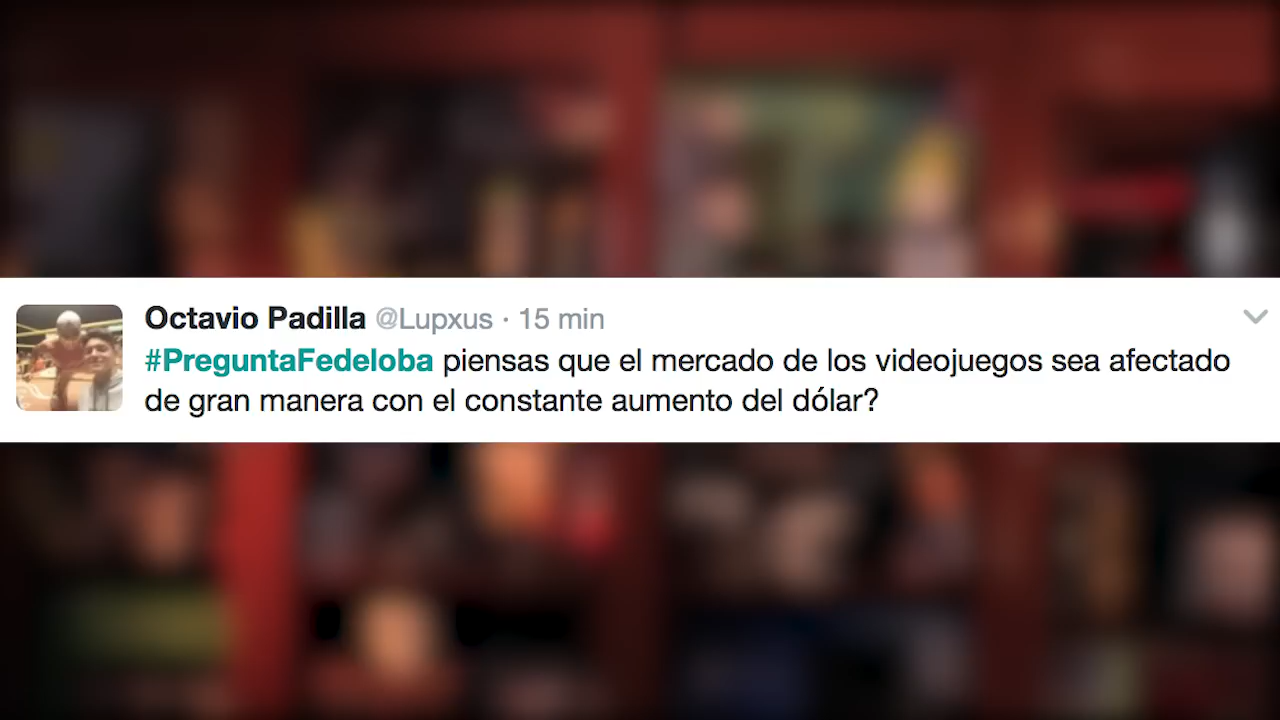 Octavio Padilla @Lupxus · 15 min
#PreguntaFedeloba piensas que el mercado de los videojuegos sea afectado
de gran manera con el constante aumento del dólar?